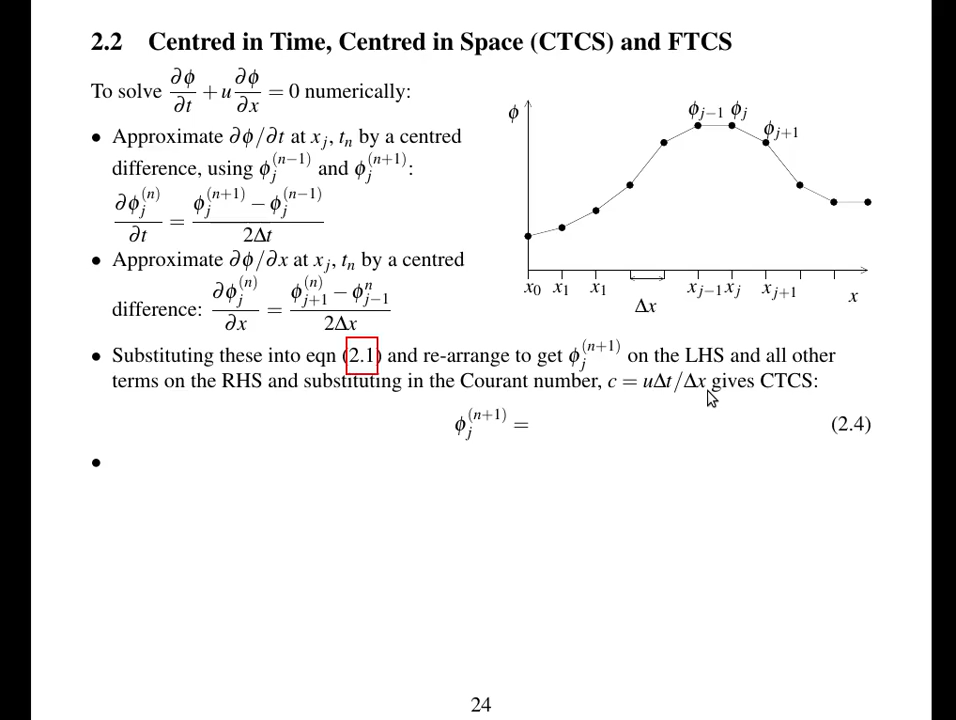 2.2 Centred in Time, Centred in Space (CTCS) and FTCS
To solve ∂ϕ/∂t + u ∂ϕ/∂x = 0 numerically:
• Approximate ∂ϕ/∂t at x_j, t_n by a centred
difference, using ϕ_j^(n−1) and ϕ_j^(n+1):
∂ϕ_j^(n)/∂t = (ϕ_j^(n+1) − ϕ_j^(n−1))/2Δt
• Approximate ∂ϕ/∂x at x_j, t_n by a centred
difference: ∂ϕ_j^(n)/∂x = (ϕ_{j+1}^(n) − ϕ_{j−1}^n)/2Δx
ϕ
ϕ_{j−1} ϕ_j
ϕ_{j+1}
x_0 x_1 x_1 x_{j−1} x_j x_{j+1} x
Δx
• Substituting these into eqn (2.1) and re-arrange to get ϕ_j^(n+1) on the LHS and all other
terms on the RHS and substituting in the Courant number, c = uΔt/Δx gives CTCS:
ϕ_j^(n+1) = (2.4)
•
24